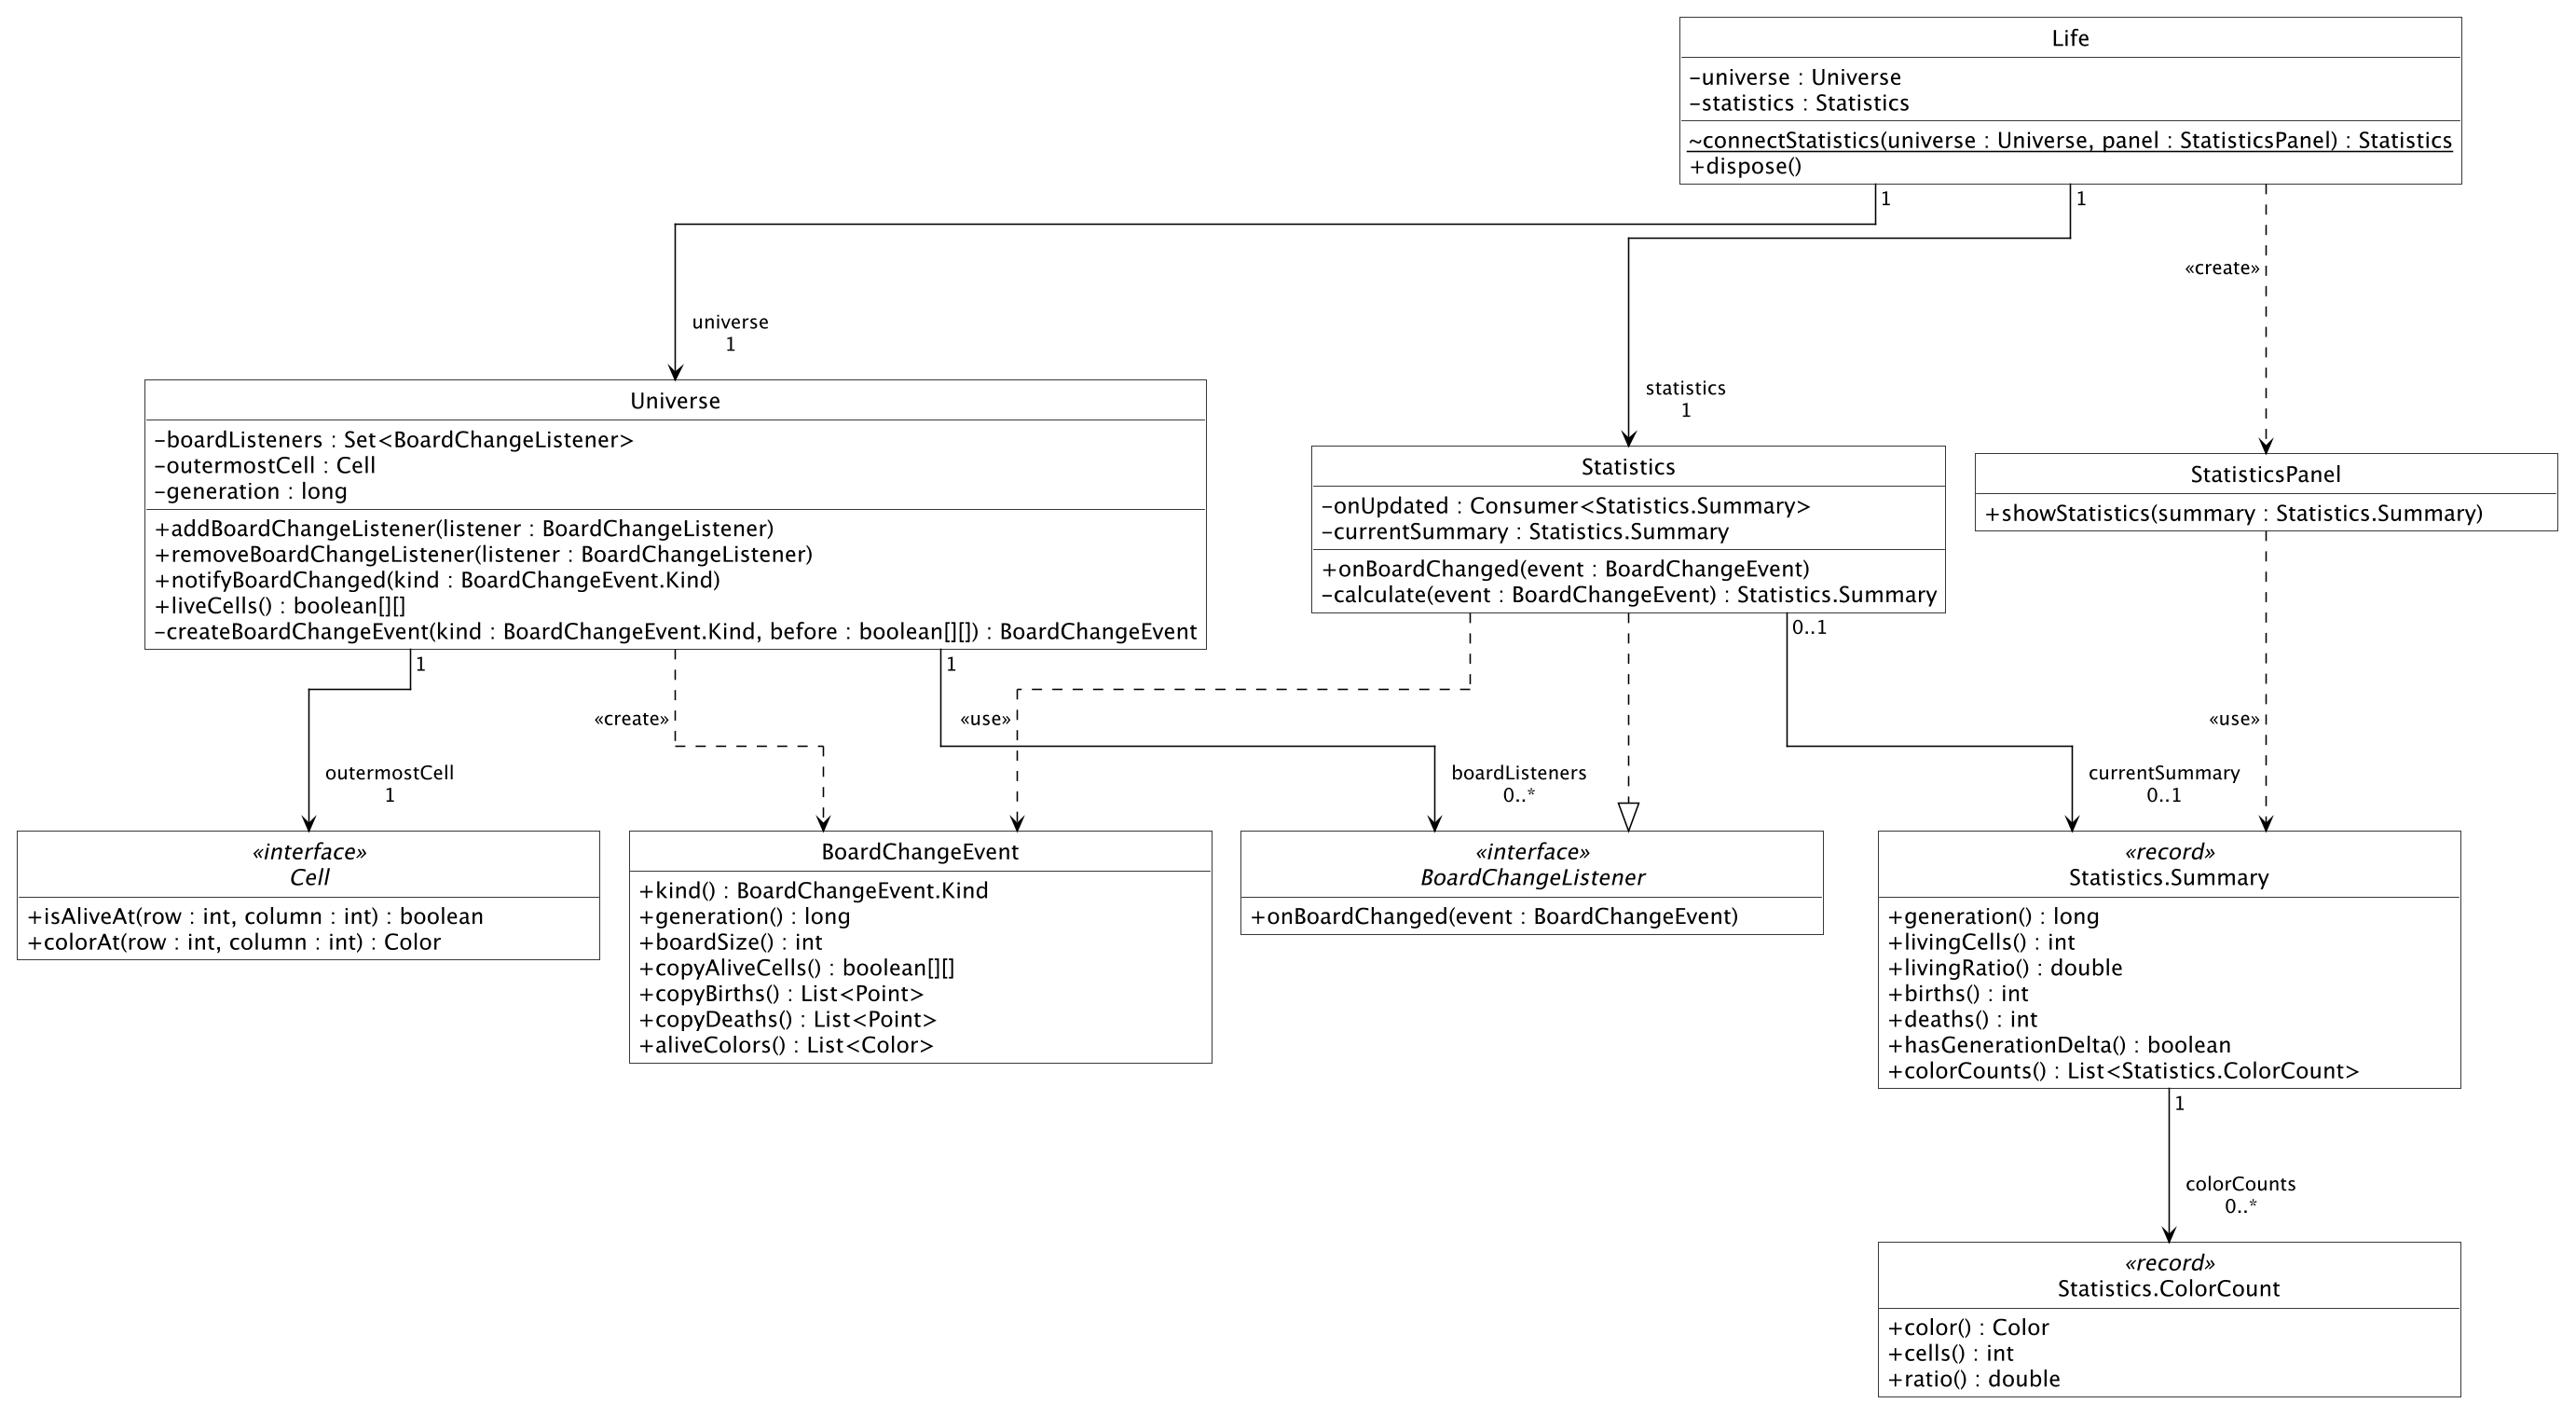 Life
-universe : Universe
-statistics : Statistics
~connectStatistics(universe : Universe, panel : StatisticsPanel) : Statistics
+dispose()
1
1
«create»
universe
1
statistics
1
Universe
-boardListeners : Set<BoardChangeListener>
-outermostCell : Cell
-generation : long
+addBoardChangeListener(listener : BoardChangeListener)
+removeBoardChangeListener(listener : BoardChangeListener)
+notifyBoardChanged(kind : BoardChangeEvent.Kind)
+liveCells() : boolean[][]
-createBoardChangeEvent(kind : BoardChangeEvent.Kind, before : boolean[][]) : BoardChangeEvent
Statistics
-onUpdated : Consumer<Statistics.Summary>
-currentSummary : Statistics.Summary
+onBoardChanged(event : BoardChangeEvent)
-calculate(event : BoardChangeEvent) : Statistics.Summary
StatisticsPanel
+showStatistics(summary : Statistics.Summary)
1
1
0..1
«create»
«use»
«use»
outermostCell
1
boardListeners
0..*
currentSummary
0..1
«interface»
Cell
+isAliveAt(row : int, column : int) : boolean
+colorAt(row : int, column : int) : Color
BoardChangeEvent
+kind() : BoardChangeEvent.Kind
+generation() : long
+boardSize() : int
+copyAliveCells() : boolean[][]
+copyBirths() : List<Point>
+copyDeaths() : List<Point>
+aliveColors() : List<Color>
«interface»
BoardChangeListener
+onBoardChanged(event : BoardChangeEvent)
«record»
Statistics.Summary
+generation() : long
+livingCells() : int
+livingRatio() : double
+births() : int
+deaths() : int
+hasGenerationDelta() : boolean
+colorCounts() : List<Statistics.ColorCount>
1
colorCounts
0..*
«record»
Statistics.ColorCount
+color() : Color
+cells() : int
+ratio() : double